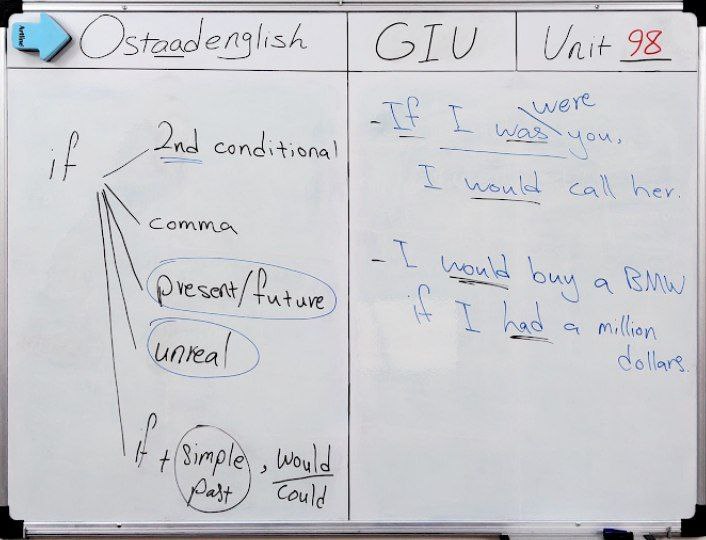 Artline
Ostaadenglish
GIU
Unit 98
if
2nd conditional
comma
present/future
unreal
if + simple past, would
could
were
- If I was you,
I would call her.
- I would buy a BMW
if I had a million
dollars.